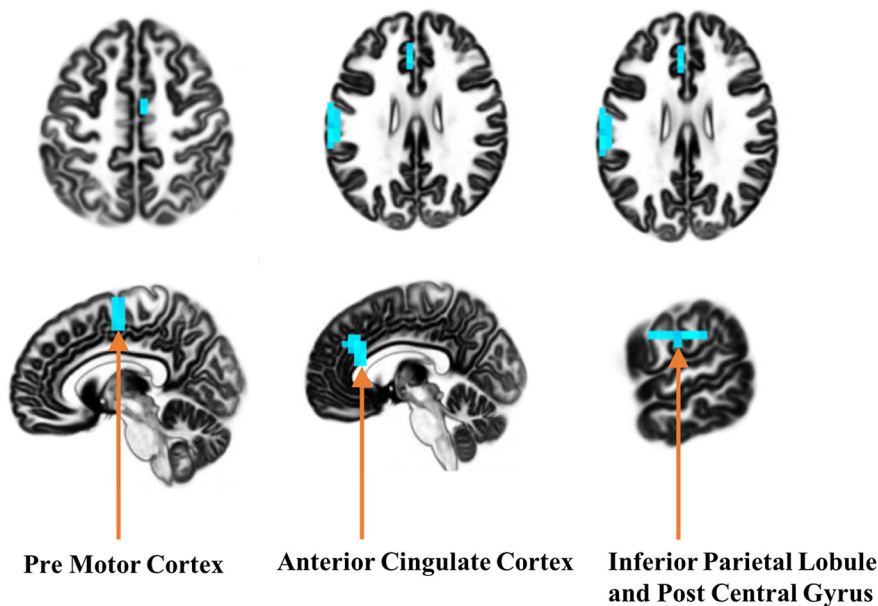 Pre Motor Cortex
Anterior Cingulate Cortex
Inferior Parietal Lobule
and Post Central Gyrus